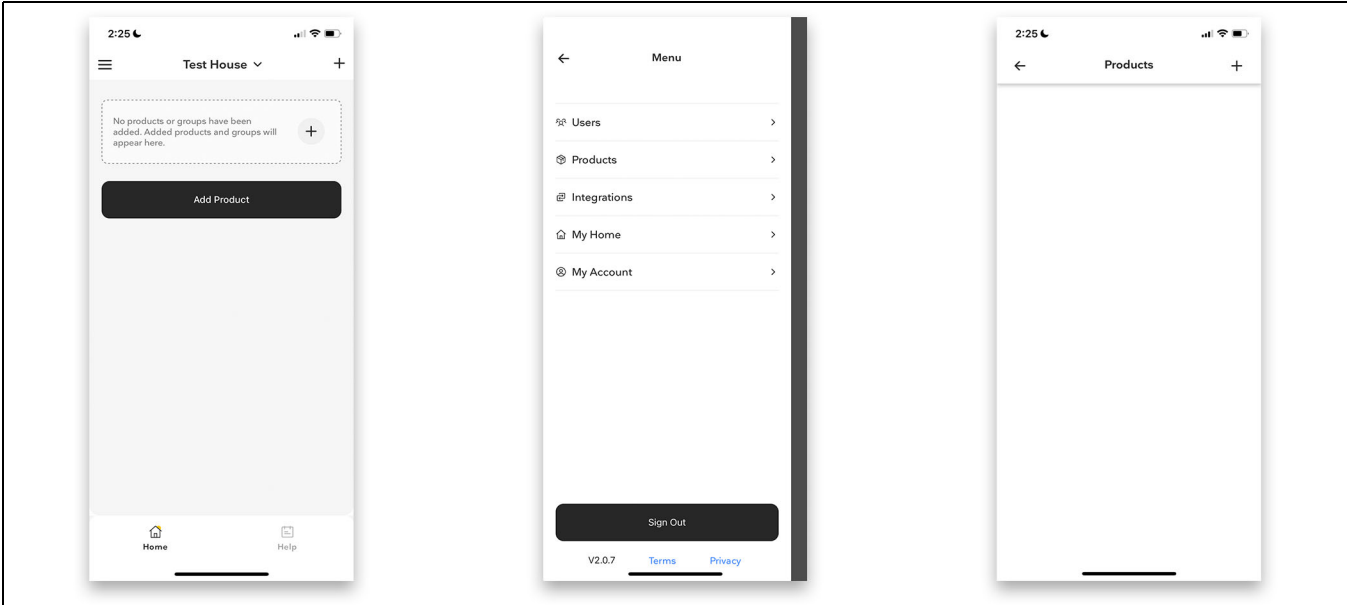 2:25
Test House
No products or groups have been
added. Added products and groups will
appear here.
Add Product
Home
Help
Menu
Users
Products
Integrations
My Home
My Account
Sign Out
V2.0.7 Terms Privacy
2:25
Products